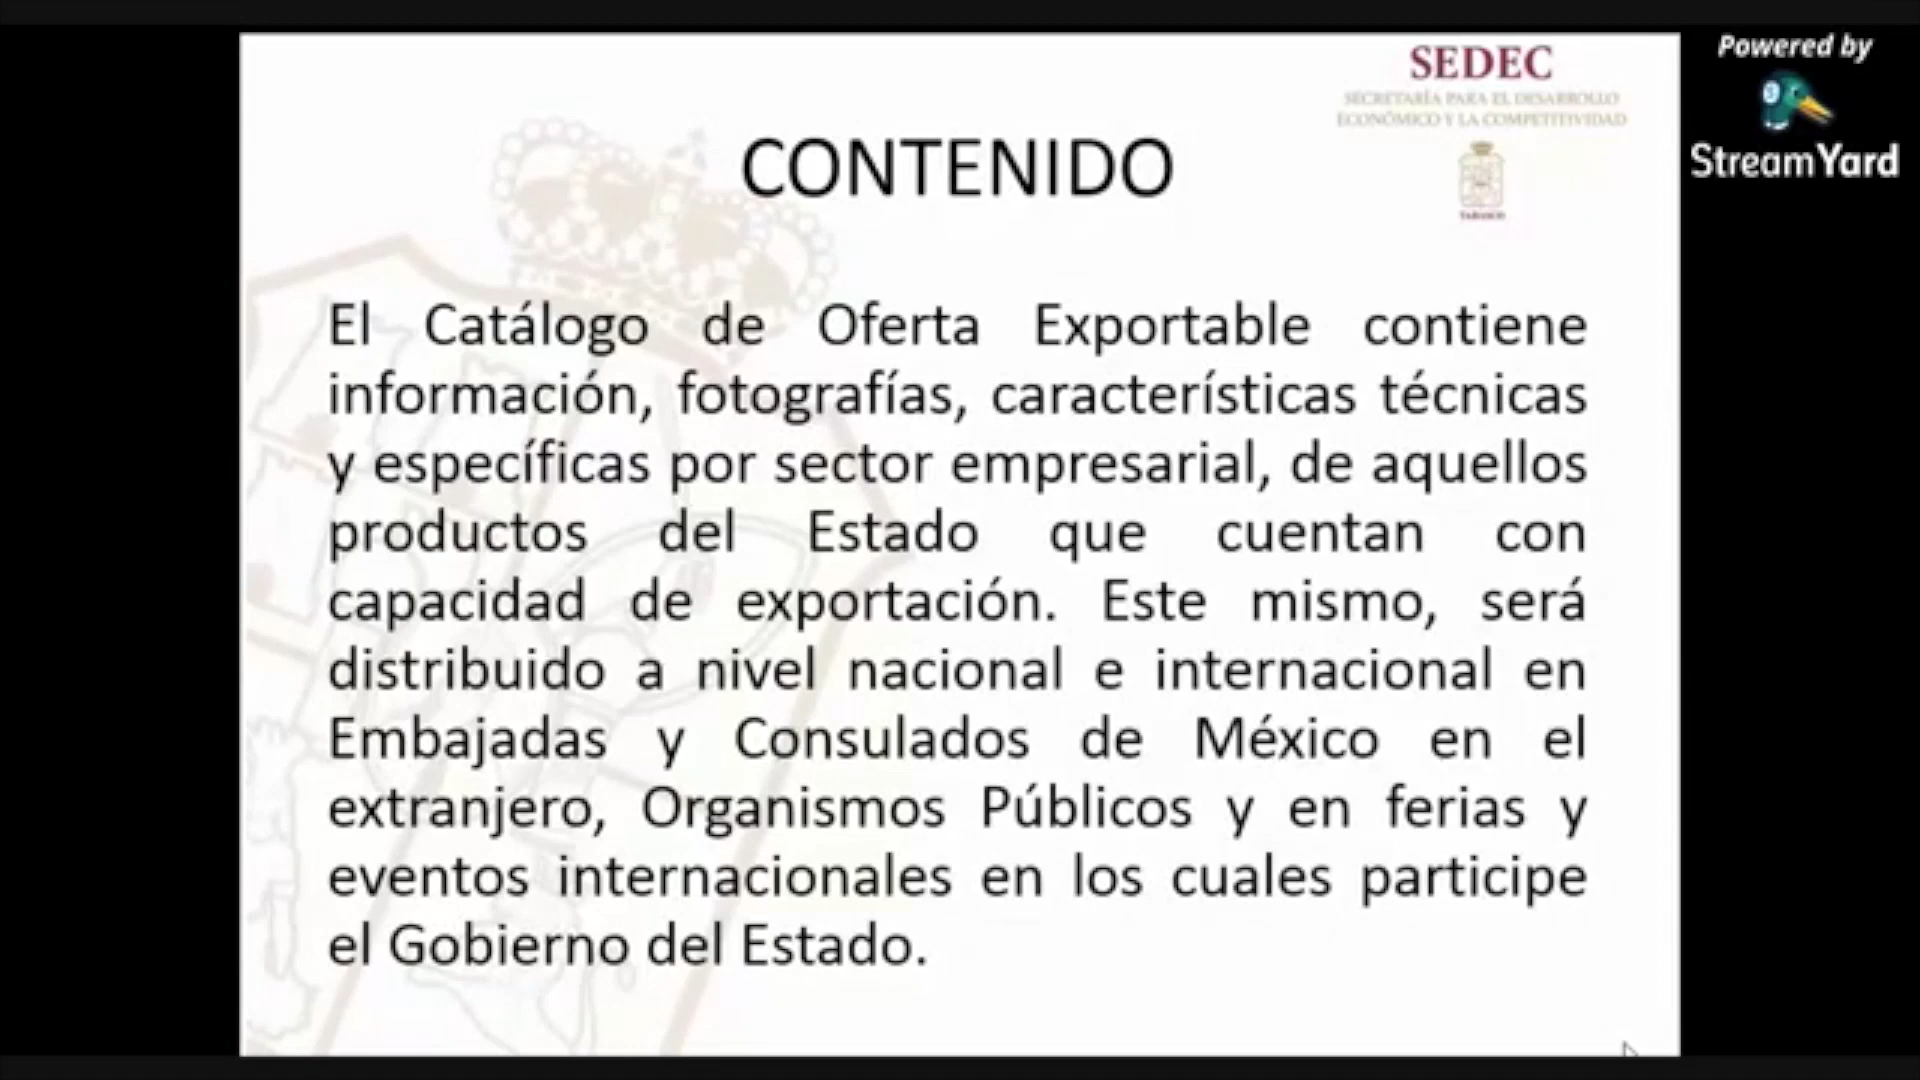 SEDEC
SECRETARÍA PARA EL DESARROLLO
ECONÓMICO Y LA COMPETITIVIDAD
TABASCO
Powered by
StreamYard
CONTENIDO
El Catálogo de Oferta Exportable contiene
información, fotografías, características técnicas
y específicas por sector empresarial, de aquellos
productos del Estado que cuentan con
capacidad de exportación. Este mismo, será
distribuido a nivel nacional e internacional en
Embajadas y Consulados de México en el
extranjero, Organismos Públicos y en ferias y
eventos internacionales en los cuales participe
el Gobierno del Estado.